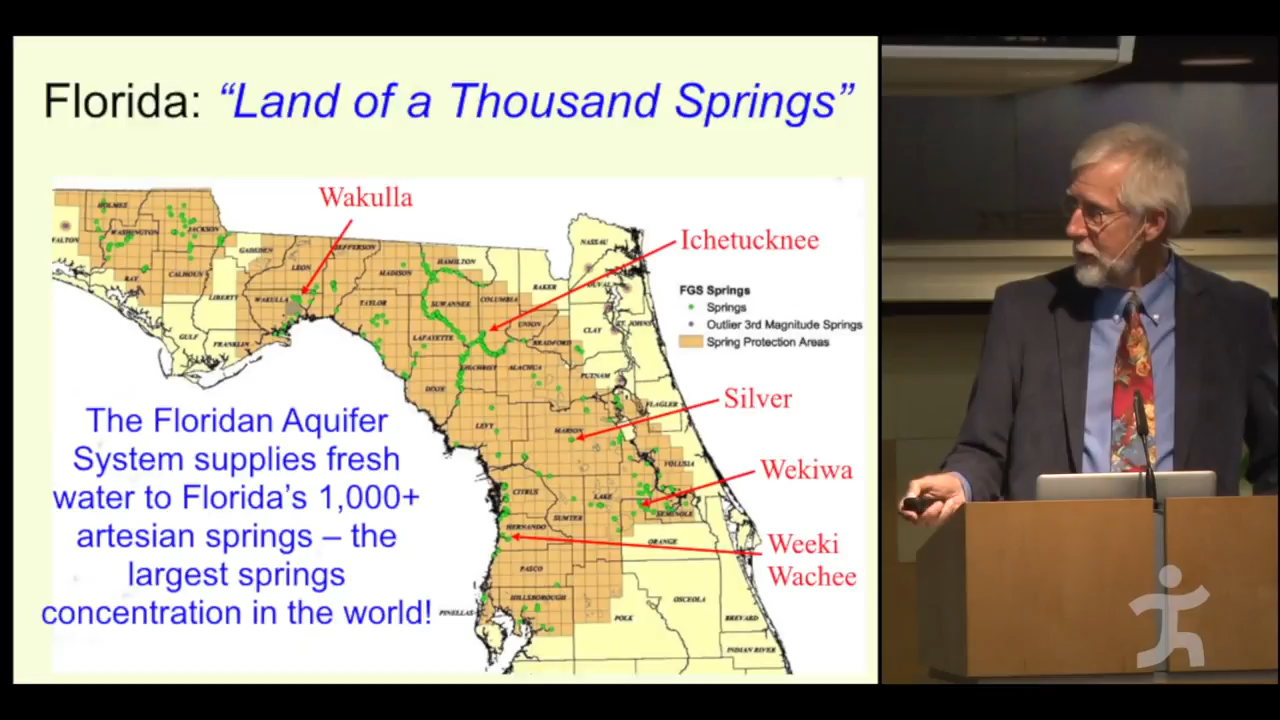 Florida: “Land of a Thousand Springs”
Wakulla
Ichetucknee
Silver
Wekiwa
Weeki
Wachee
FGS Springs
Springs
Outlier 3rd Magnitude Springs
Spring Protection Areas
The Floridan Aquifer
System supplies fresh
water to Florida’s 1,000+
artesian springs – the
largest springs
concentration in the world!
HOLMES
WASHINGTON
JACKSON
WALTON
BAY
CALHOUN
GULF
LIBERTY
GADSDEN
FRANKLIN
LEON
WAKULLA
JEFFERSON
MADISON
TAYLOR
HAMILTON
SUWANNEE
COLUMBIA
LAFAYETTE
DIXIE
GILCHRIST
ALACHUA
UNION
BRADFORD
BAKER
NASSAU
DUVAL
CLAY
ST. JOHNS
PUTNAM
FLAGLER
LEVY
MARION
VOLUSIA
CITRUS
SUMTER
LAKE
SEMINOLE
HERNANDO
ORANGE
PASCO
HILLSBOROUGH
PINELLAS
POLK
OSCEOLA
BREVARD
INDIAN RIVER